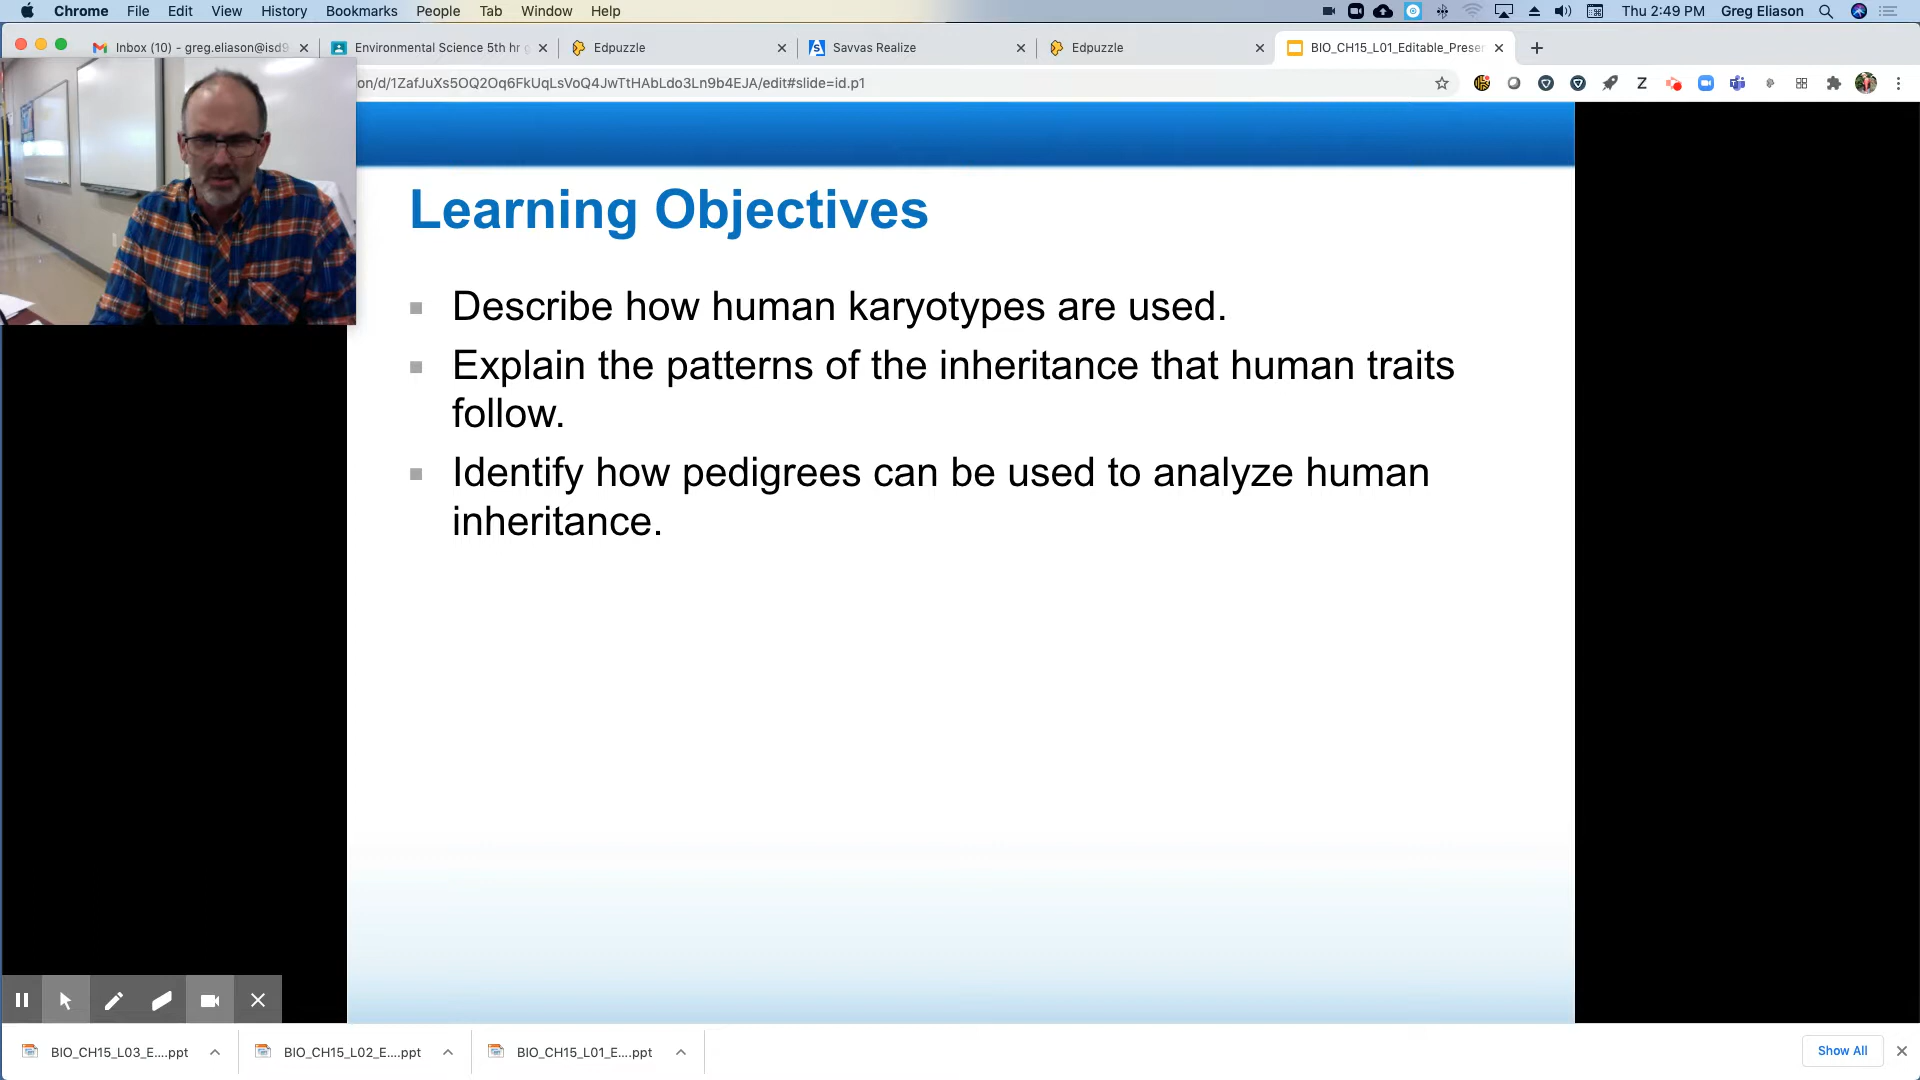 Chrome File Edit View History Bookmarks People Tab Window Help
Thu 2:49 PM Greg Eliason
Inbox (10) - greg.eliason@isd9
Environmental Science 5th hr
Edpuzzle
Savvas Realize
Edpuzzle
BIO_CH15_L01_Editable_Prese
on/d/1ZafJuXs5OQ2Oq6FkUqLsVoQ4JwTtHAbLdo3Ln9b4EJA/edit#slide=id.p1
Learning Objectives
Describe how human karyotypes are used.
Explain the patterns of the inheritance that human traits
follow.
Identify how pedigrees can be used to analyze human
inheritance.
BIO_CH15_L03_E....ppt
BIO_CH15_L02_E....ppt
BIO_CH15_L01_E....ppt
Show All